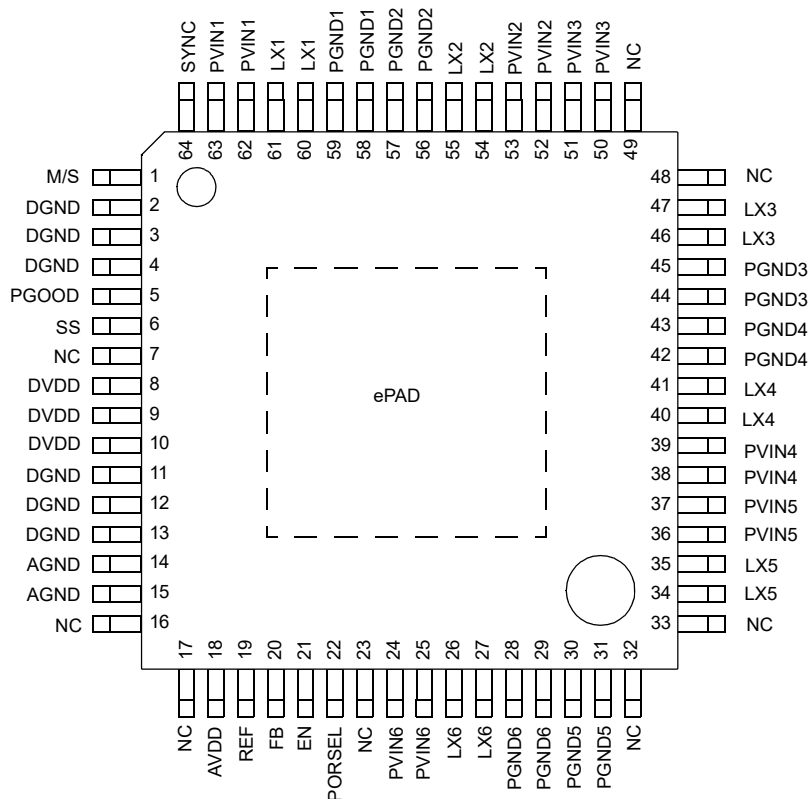 SYNC PVIN1 PVIN1 LX1 LX1 PGND1 PGND1 PGND2 PGND2 LX2 LX2 PVIN2 PVIN2 PVIN3 PVIN3 NC
64 63 62 61 60 59 58 57 56 55 54 53 52 51 50 49
M/S 1 48 NC
DGND 2 47 LX3
DGND 3 46 LX3
DGND 4 45 PGND3
PGOOD 5 44 PGND3
SS 6 43 PGND4
NC 7 42 PGND4
DVDD 8 41 LX4
DVDD 9 40 LX4
DVDD 10 39 PVIN4
DGND 11 38 PVIN4
DGND 12 37 PVIN5
DGND 13 36 PVIN5
AGND 14 35 LX5
AGND 15 34 LX5
NC 16 33 NC
ePAD
17 18 19 20 21 22 23 24 25 26 27 28 29 30 31 32
NC AVDD REF FB EN PORSEL NC PVIN6 PVIN6 LX6 LX6 PGND6 PGND6 PGND5 PGND5 NC